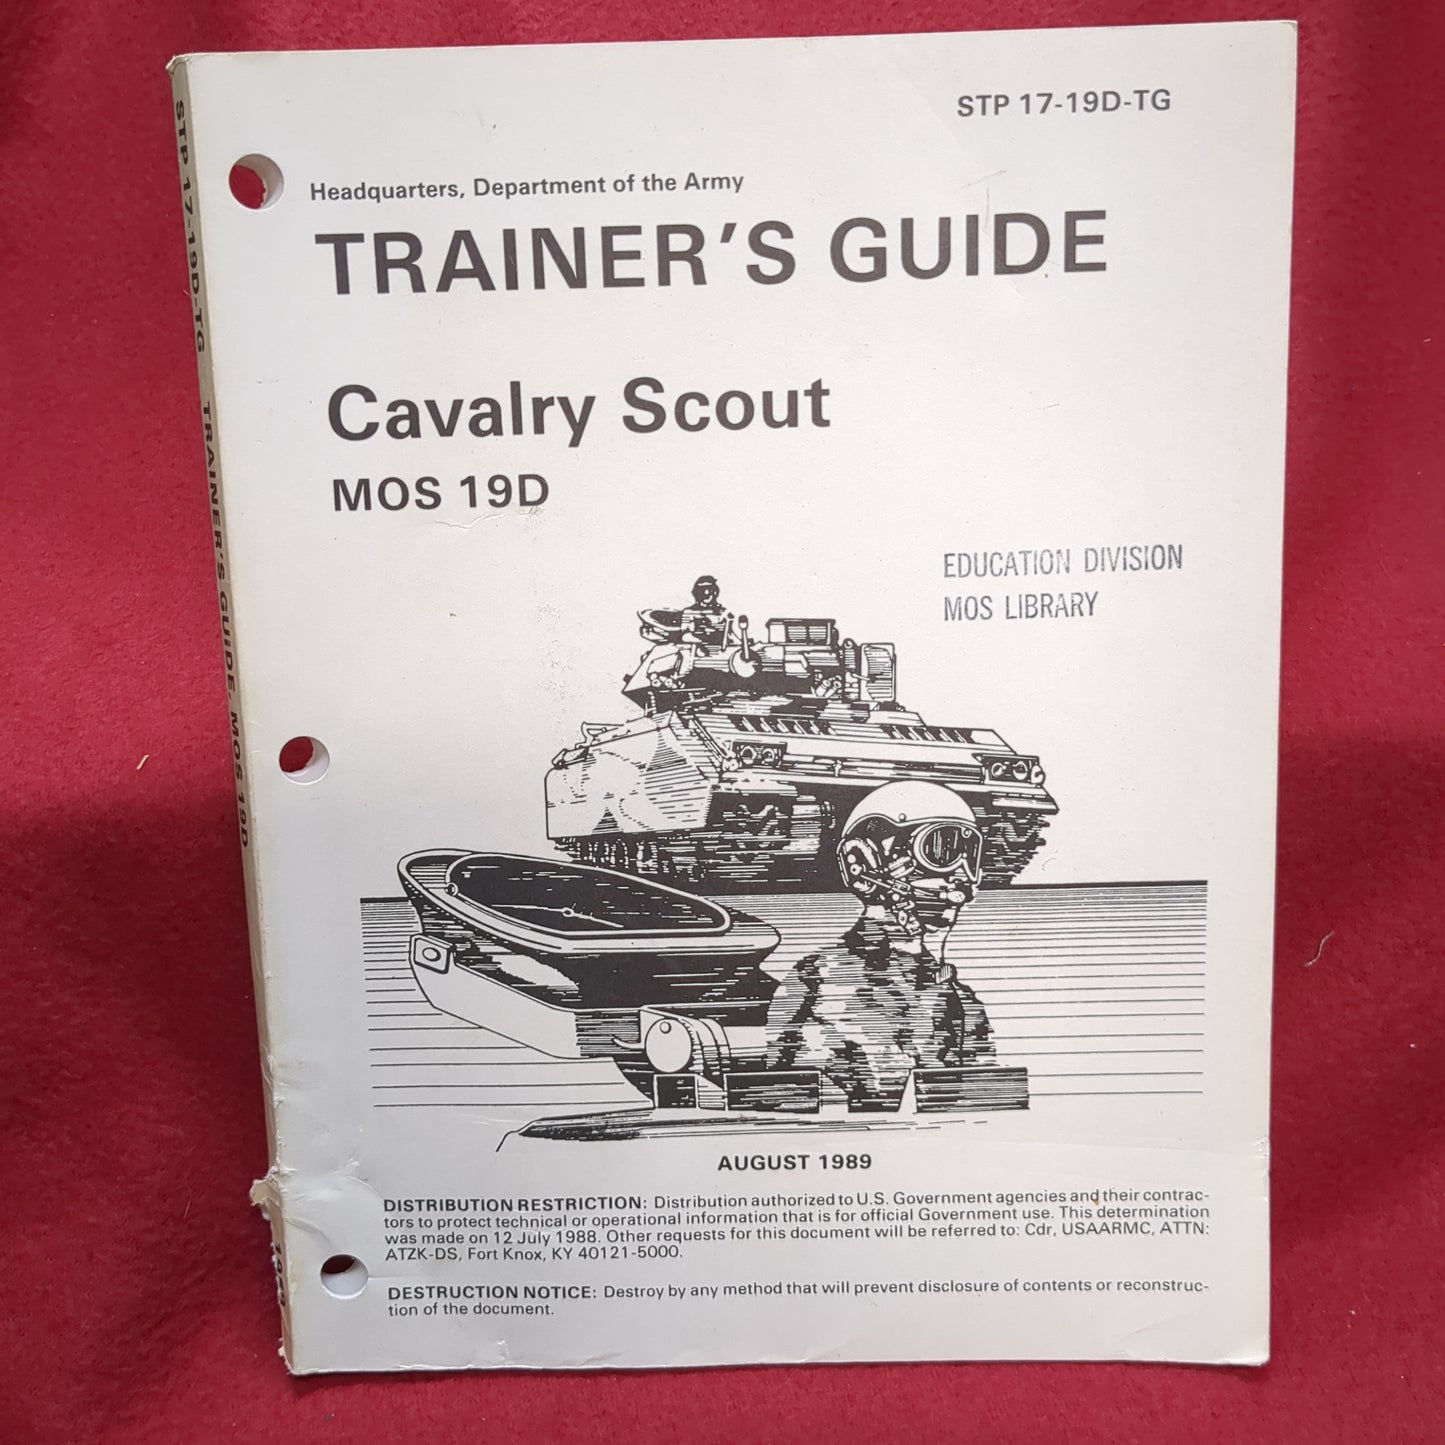 STP 17-19D-TG
Headquarters, Department of the Army
TRAINER'S GUIDE
Cavalry Scout
MOS 19D
EDUCATION DIVISION
MOS LIBRARY
AUGUST 1989
DISTRIBUTION RESTRICTION: Distribution authorized to U.S. Government agencies and their contrac-
tors to protect technical or operational information that is for official Government use. This determination
was made on 12 July 1988. Other requests for this document will be referred to: Cdr, USAARMC, ATTN:
ATZK-DS, Fort Knox, KY 40121-5000.
DESTRUCTION NOTICE: Destroy by any method that will prevent disclosure of contents or reconstruc-
tion of the document.
STP 17-19D-TG TRAINER'S GUIDE, MOS 19D 1989